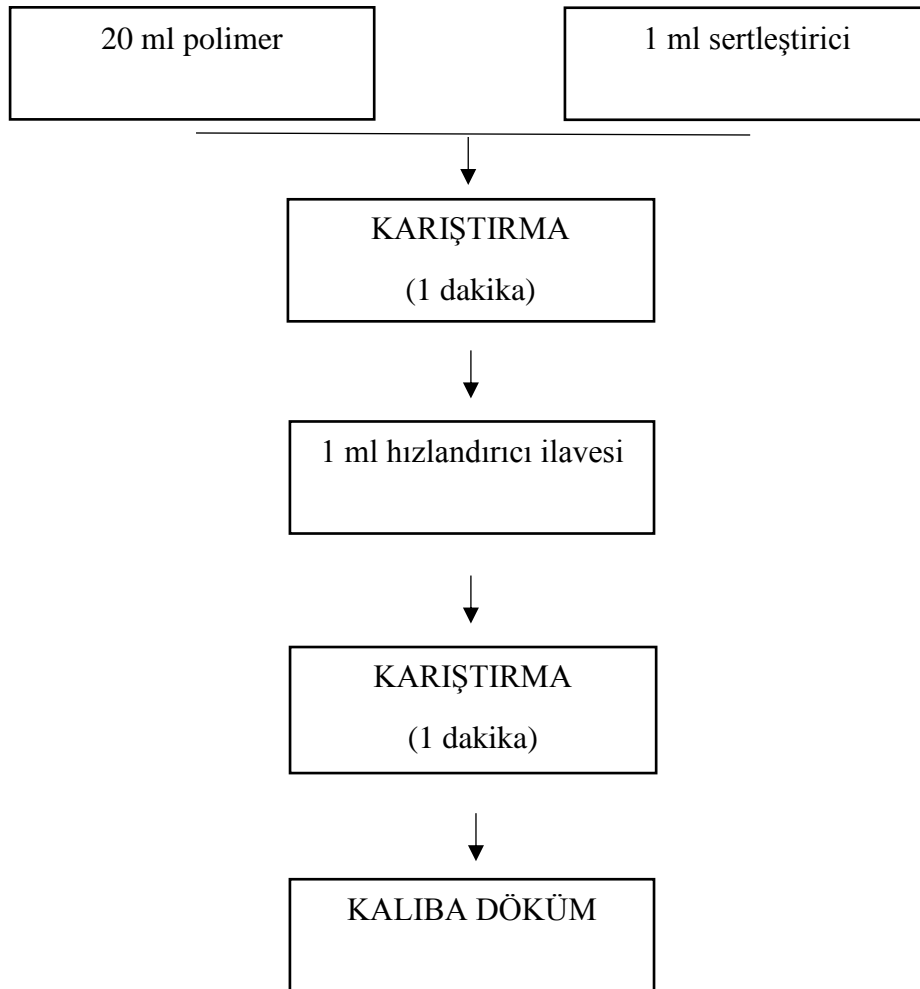 20 ml polimer
1 ml sertleştirici
KARIŞTIRMA
(1 dakika)
1 ml hızlandırıcı ilavesi
KARIŞTIRMA
(1 dakika)
KALIBA DÖKÜM